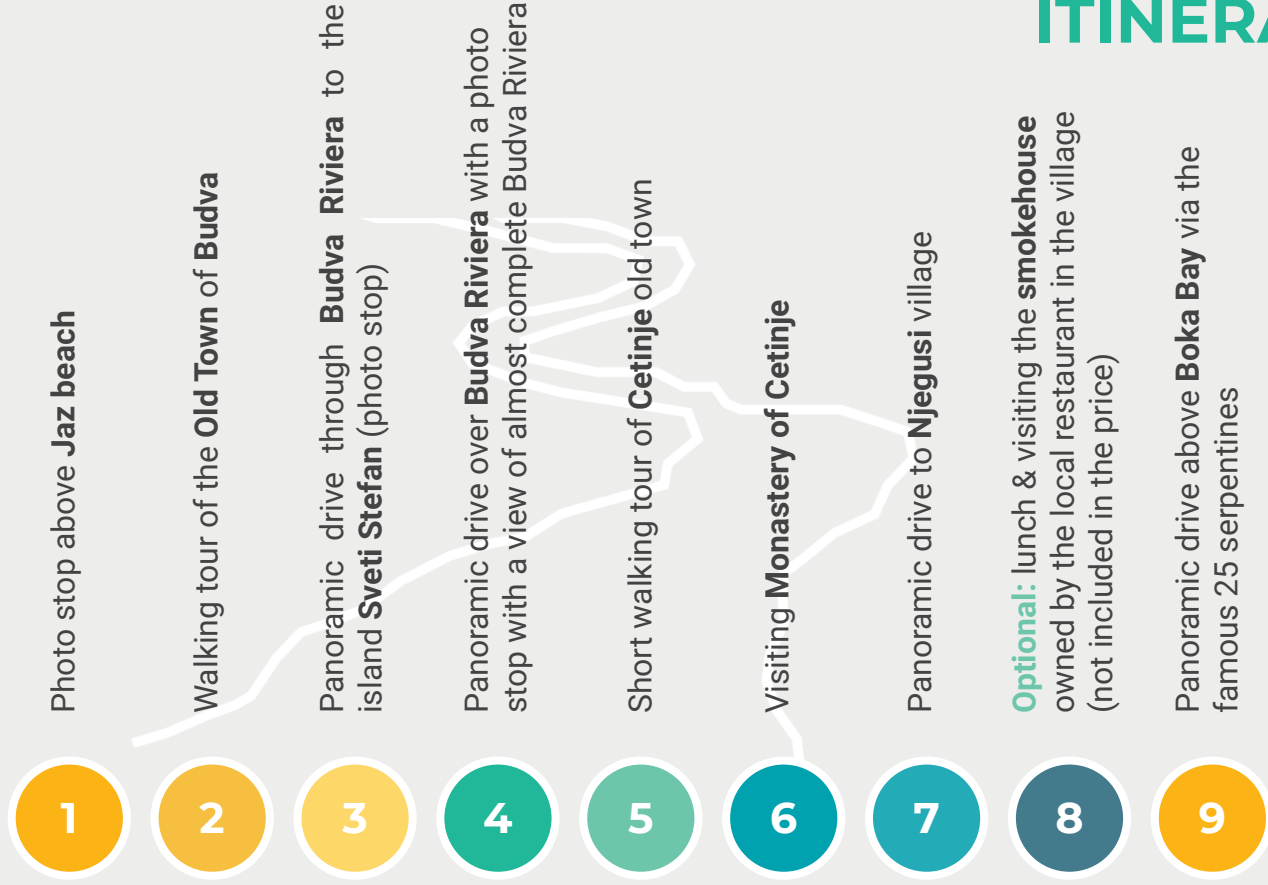 Photo stop above Jaz beach
Walking tour of the Old Town of Budva
Panoramic drive through Budva Riviera to the
island Sveti Stefan (photo stop)
Panoramic drive over Budva Riviera with a photo
stop with a view of almost complete Budva Riviera
Short walking tour of Cetinje old town
Visiting Monastery of Cetinje
Panoramic drive to Njegusi village
Optional: lunch & visiting the smokehouse
owned by the local restaurant in the village
(not included in the price)
Panoramic drive above Boka Bay via the
famous 25 serpentines
1
2
3
4
5
6
7
8
9